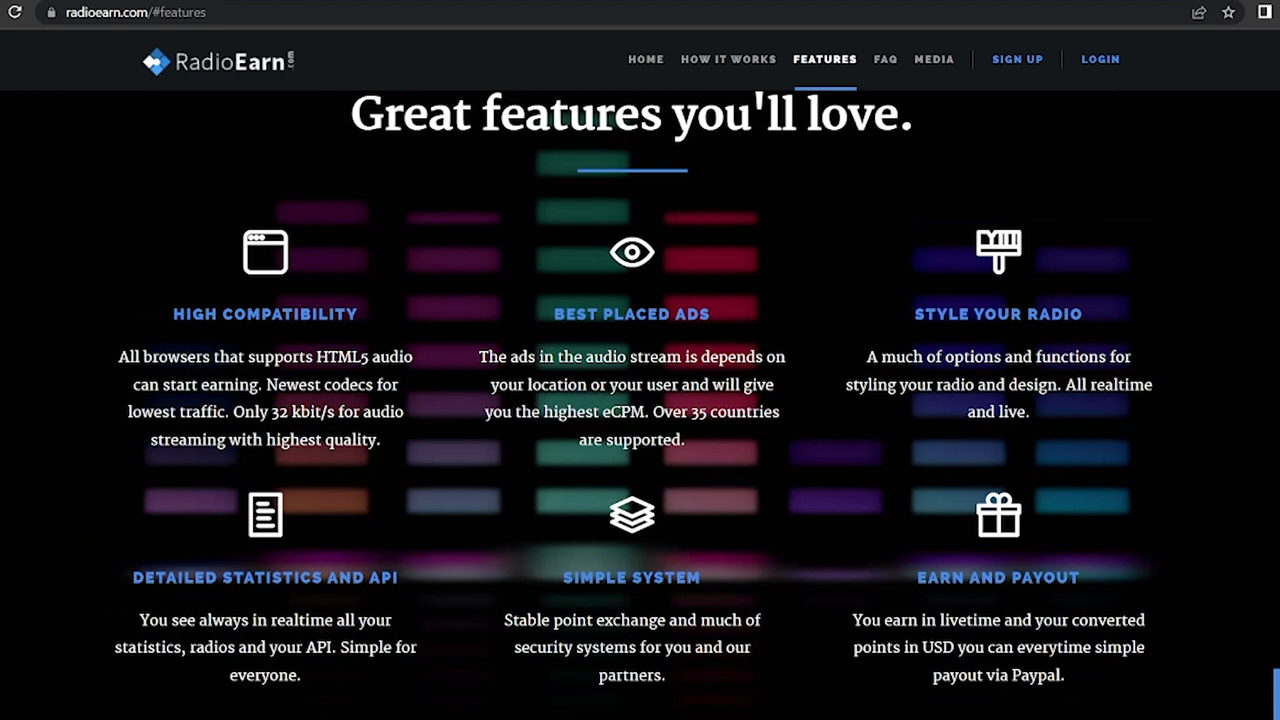 radioearn.com/#features
RadioEarn.com
HOME HOW IT WORKS FEATURES FAQ MEDIA SIGN UP LOGIN
Great features you'll love.
HIGH COMPATIBILITY
All browsers that supports HTML5 audio
can start earning. Newest codecs for
lowest traffic. Only 32 kbit/s for audio
streaming with highest quality.
BEST PLACED ADS
The ads in the audio stream is depends on
your location or your user and will give
you the highest eCPM. Over 35 countries
are supported.
STYLE YOUR RADIO
A much of options and functions for
styling your radio and design. All realtime
and live.
DETAILED STATISTICS AND API
You see always in realtime all your
statistics, radios and your API. Simple for
everyone.
SIMPLE SYSTEM
Stable point exchange and much of
security systems for you and our
partners.
EARN AND PAYOUT
You earn in livetime and your converted
points in USD you can everytime simple
payout via Paypal.